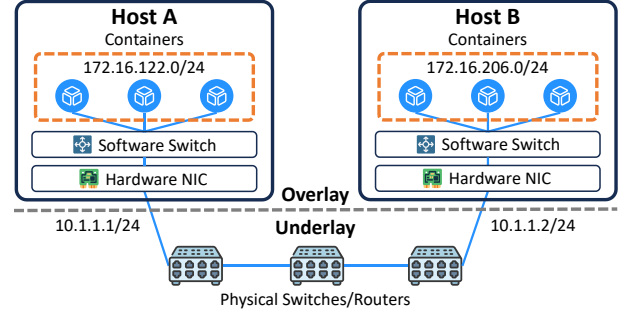 Host A
Containers
172.16.122.0/24
Software Switch
Hardware NIC
Host B
Containers
172.16.206.0/24
Software Switch
Hardware NIC
Overlay
Underlay
10.1.1.1/24
10.1.1.2/24
Physical Switches/Routers